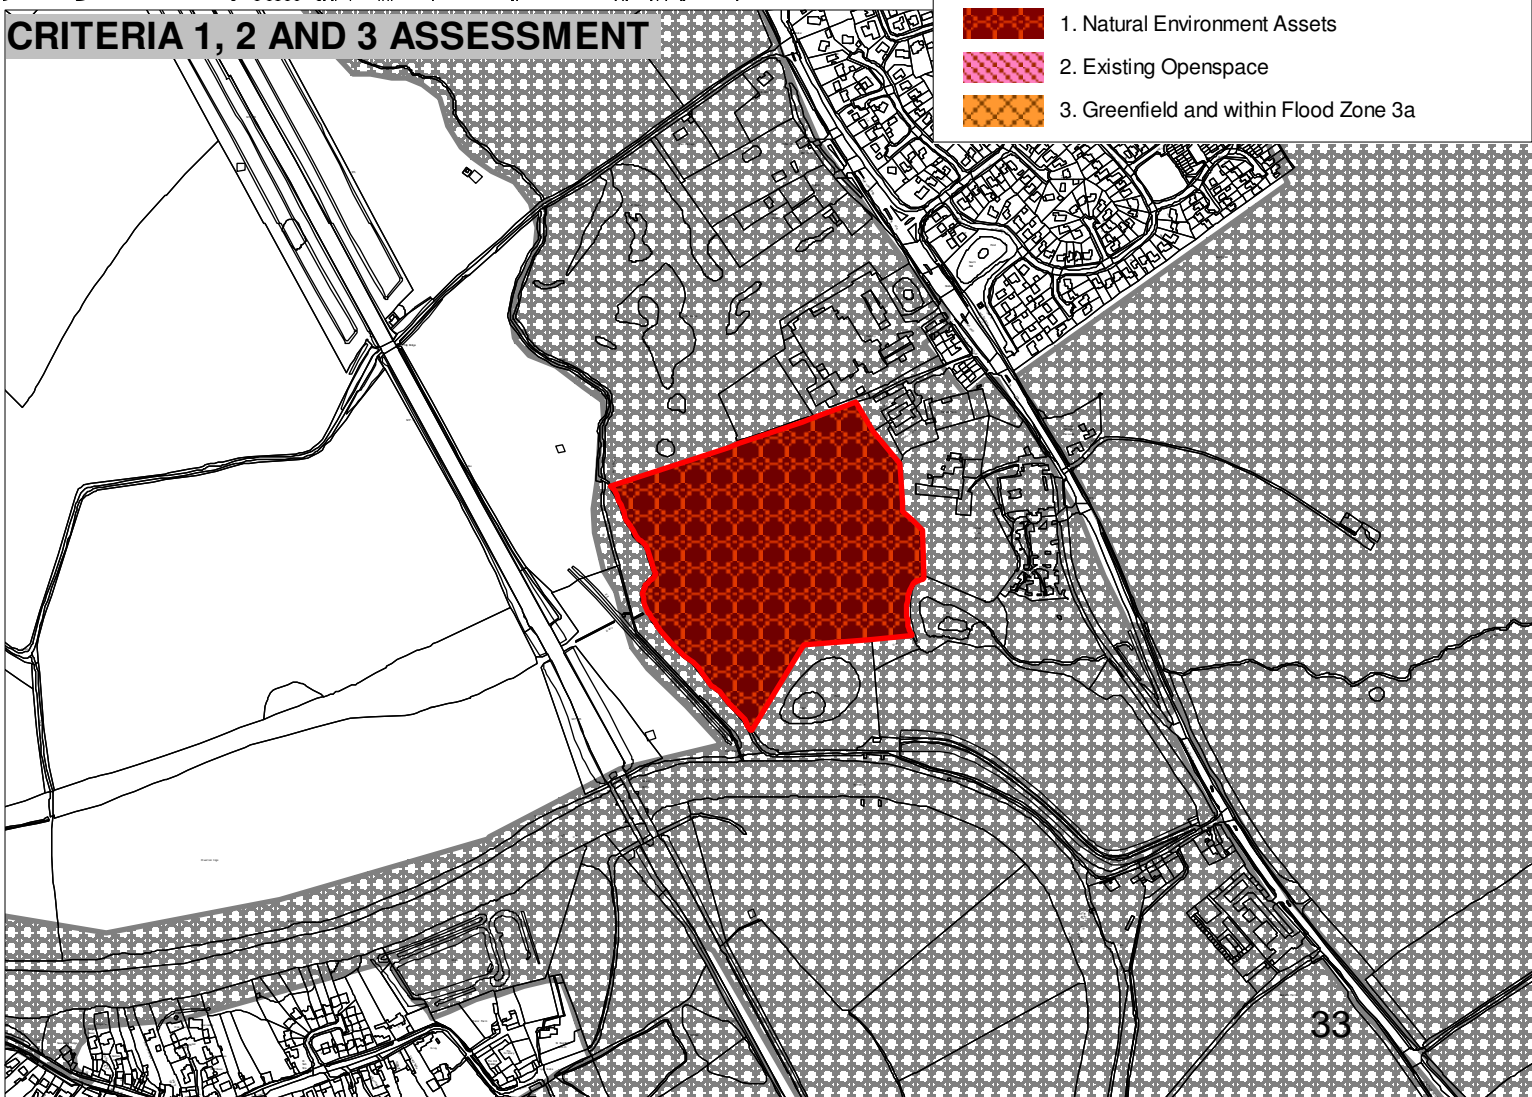 CRITERIA 1, 2 AND 3 ASSESSMENT
1. Natural Environment Assets
2. Existing Openspace
3. Greenfield and within Flood Zone 3a
33